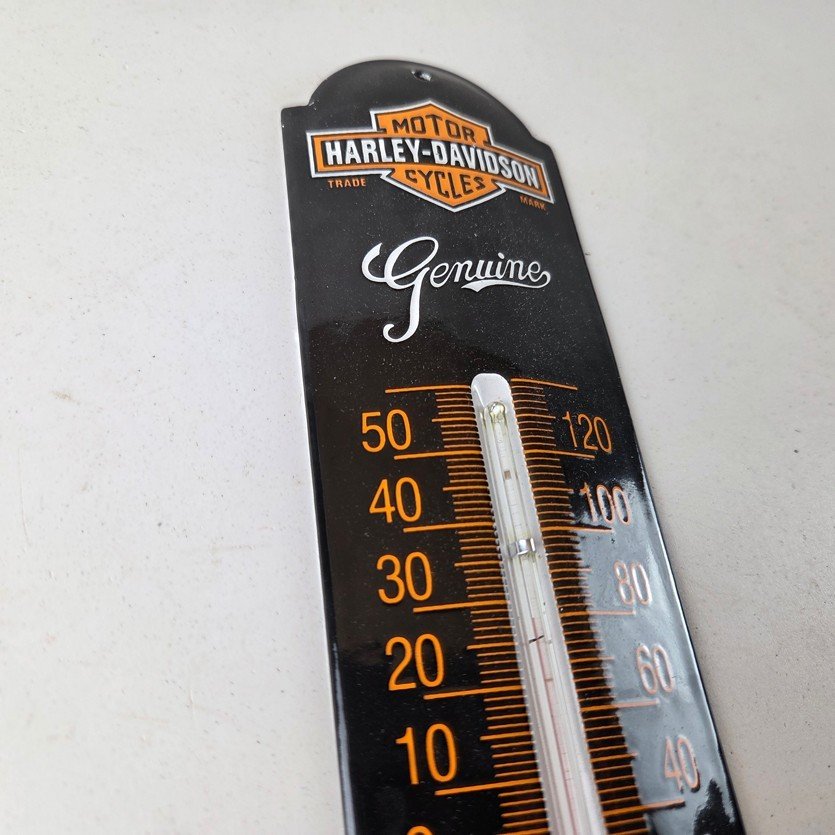 MOTOR
HARLEY-DAVIDSON
CYCLES
TRADE MARK
Genuine
50 120
40 100
30 80
20 60
10 40